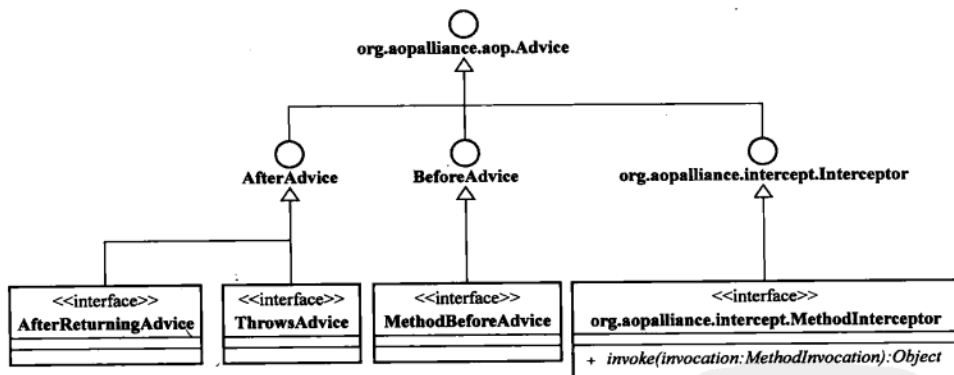 org.aopalliance.aop.Advice
AfterAdvice
BeforeAdvice
org.aopalliance.intercept.Interceptor
<<interface>>
AfterReturningAdvice
<<interface>>
ThrowsAdvice
<<interface>>
MethodBeforeAdvice
<<interface>>
org.aopalliance.intercept.MethodInterceptor
+ invoke(invocation:MethodInvocation):Object